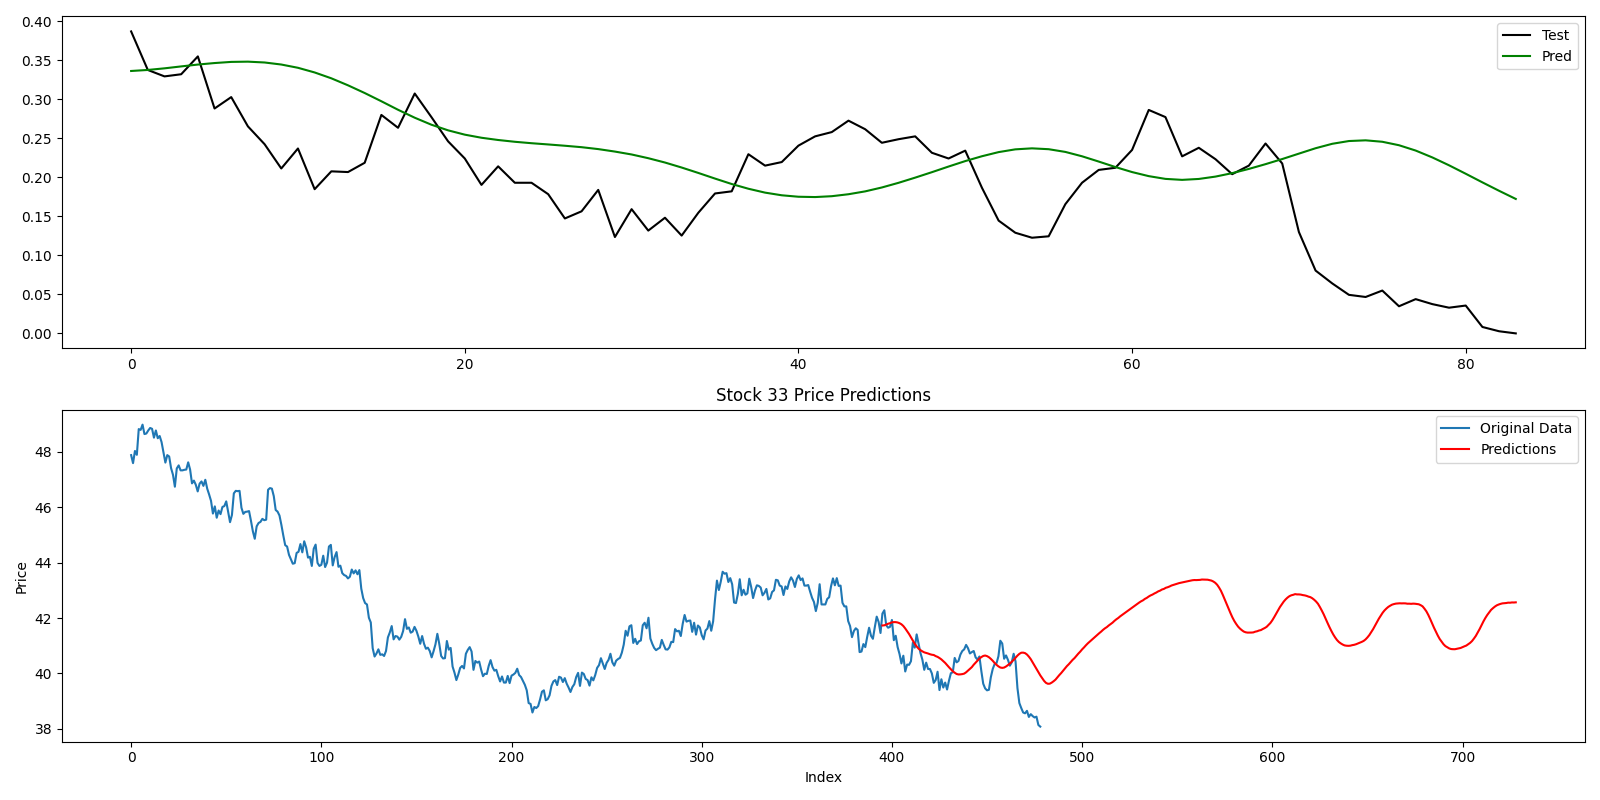 0.40
0.35
0.30
0.25
0.20
0.15
0.10
0.05
0.00
0 20 40 60 80
Test
Pred
Stock 33 Price Predictions
48
46
44
42
40
38
Price
0 100 200 300 400 500 600 700
Index
Original Data
Predictions